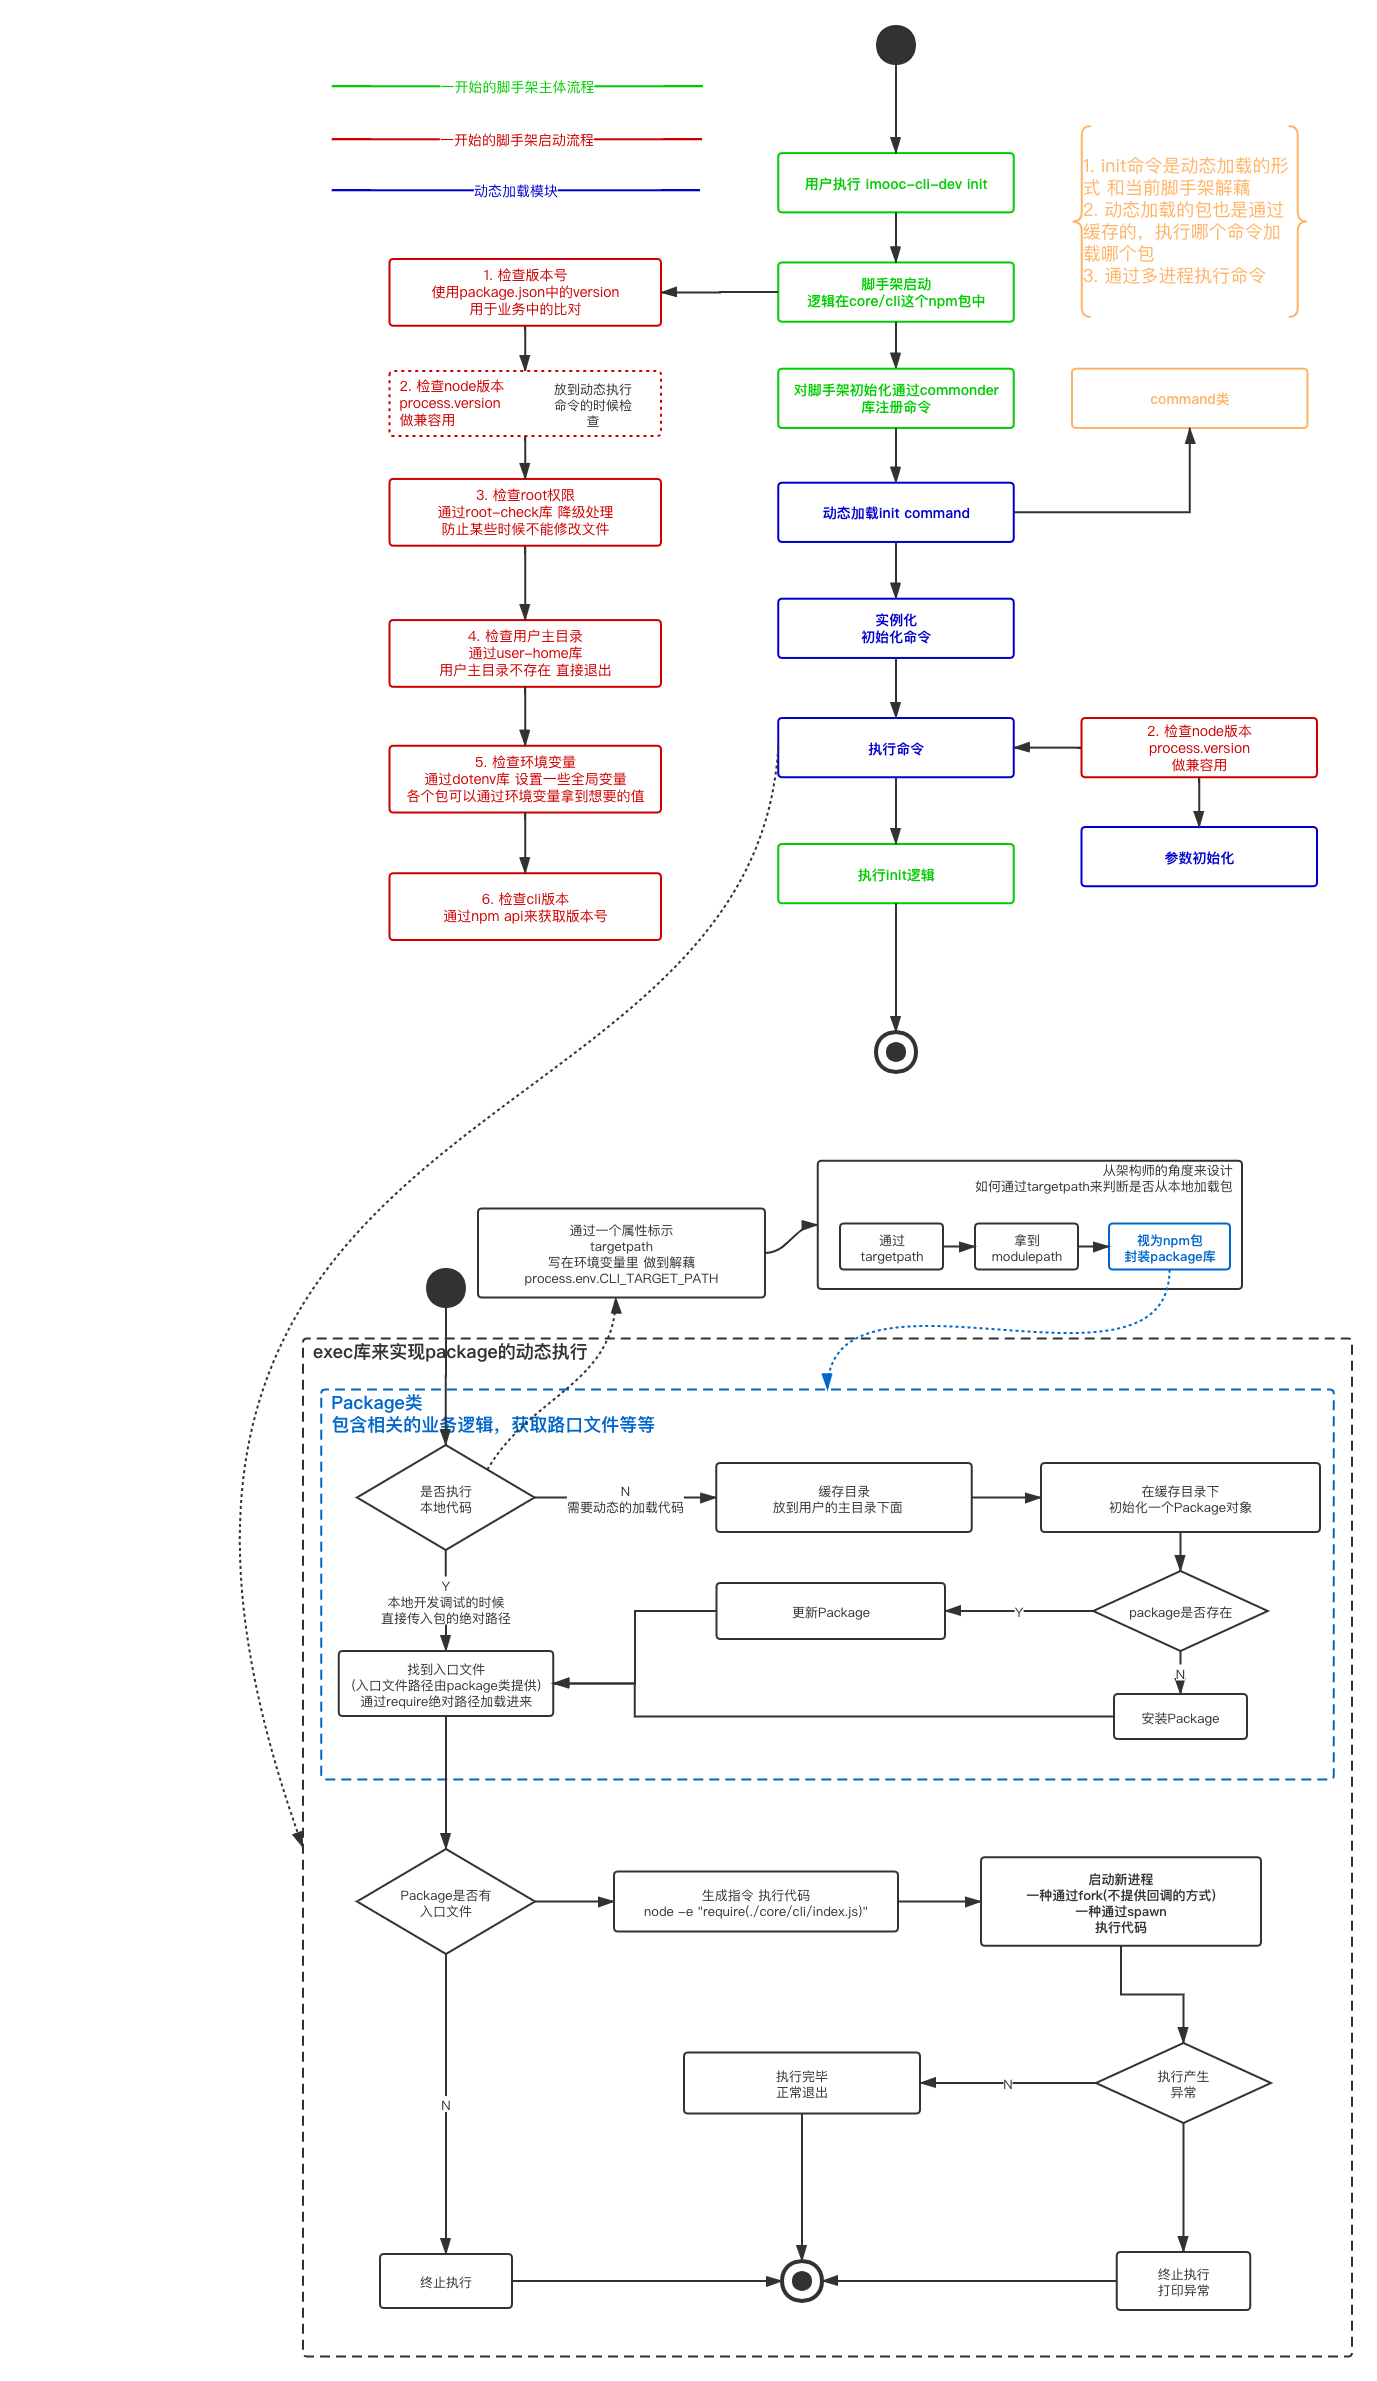 一开始的脚手架主体流程
一开始的脚手架启动流程
动态加载模块
用户执行 imooc-cli-dev init
1. init命令是动态加载的形
式 和当前脚手架解藕
2. 动态加载的包也是通过
缓存的，执行哪个命令加
载哪个包
3. 通过多进程执行命令
脚手架启动
逻辑在core/cli这个npm包中
1. 检查版本号
使用package.json中的version
用于业务中的比对
2. 检查node版本
process.version
做兼容用
放到动态执行
命令的时候检
查
对脚手架初始化通过commonder
库注册命令
command类
3. 检查root权限
通过root-check库 降级处理
防止某些时候不能修改文件
动态加载init command
实例化
初始化命令
4. 检查用户主目录
通过user-home库
用户主目录不存在 直接退出
执行命令
2. 检查node版本
process.version
做兼容用
5. 检查环境变量
通过dotenv库 设置一些全局变量
各个包可以通过环境变量拿到想要的值
参数初始化
执行init逻辑
6. 检查cli版本
通过npm api来获取版本号
从架构师的角度来设计
如何通过targetpath来判断是否从本地加载包
通过一个属性标示
targetpath
写在环境变量里 做到解藕
process.env.CLI_TARGET_PATH
通过
targetpath
拿到
modulepath
视为npm包
封装package库
exec库来实现package的动态执行
Package类
包含相关的业务逻辑，获取路口文件等等
是否执行
本地代码
N
需要动态的加载代码
缓存目录
放到用户的主目录下面
在缓存目录下
初始化一个Package对象
Y
本地开发调试的时候
直接传入包的绝对路径
更新Package
Y
package是否存在
N
找到入口文件
(入口文件路径由package类提供)
通过require绝对路径加载进来
安装Package
Package是否有
入口文件
生成指令 执行代码
node -e "require(./core/cli/index.js)"
启动新进程
一种通过fork(不提供回调的方式)
一种通过spawn
执行代码
执行完毕
正常退出
N
执行产生
异常
N
终止执行
终止执行
打印异常